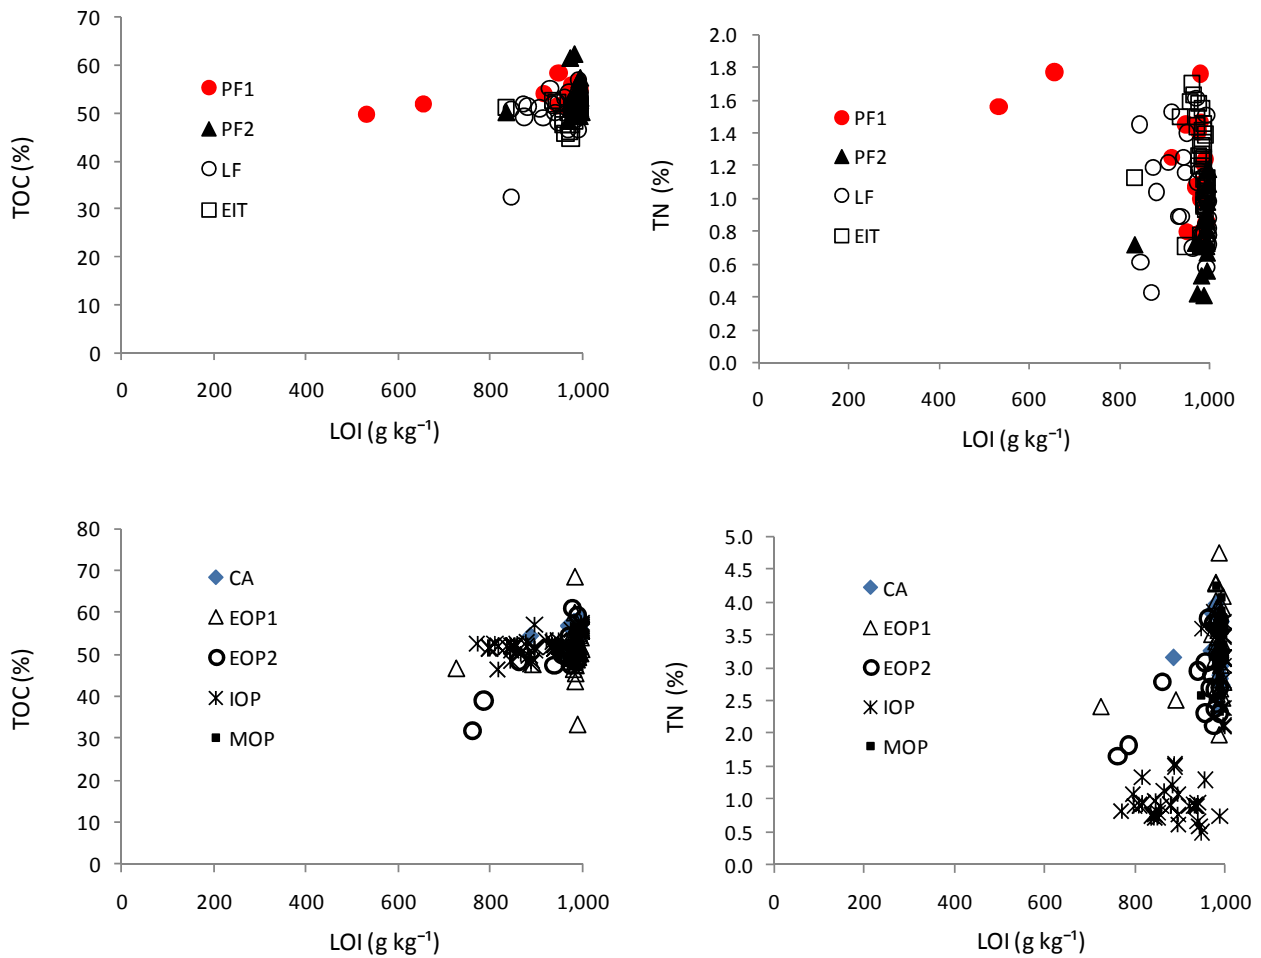 70
60
50
40
30
20
10
0
TOC (%)
PF1
PF2
LF
EIT
0 200 400 600 800 1,000
LOI (g kg⁻¹)
2.0
1.8
1.6
1.4
1.2
1.0
0.8
0.6
0.4
0.2
0.0
TN (%)
PF1
PF2
LF
EIT
0 200 400 600 800 1,000
LOI (g kg⁻¹)
80
70
60
50
40
30
20
10
0
TOC (%)
CA
EOP1
EOP2
IOP
MOP
0 200 400 600 800 1,000
LOI (g kg⁻¹)
5.0
4.5
4.0
3.5
3.0
2.5
2.0
1.5
1.0
0.5
0.0
TN (%)
CA
EOP1
EOP2
IOP
MOP
0 200 400 600 800 1,000
LOI (g kg⁻¹)